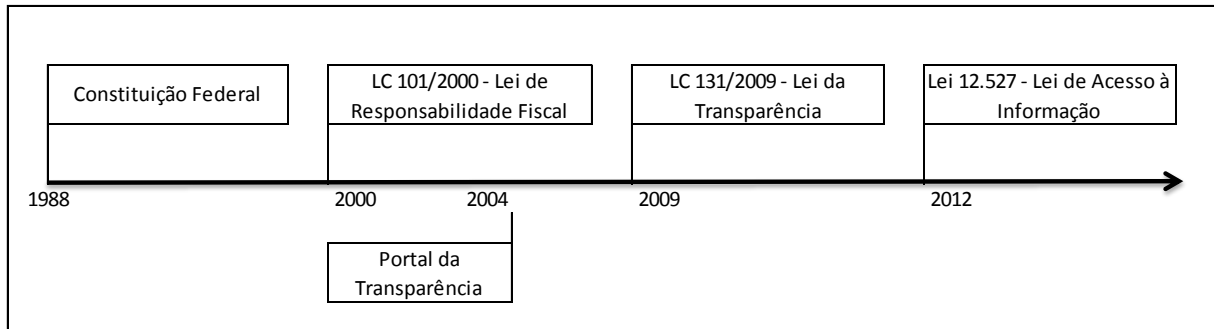 Constituição Federal
LC 101/2000 - Lei de
Responsabilidade Fiscal
LC 131/2009 - Lei da
Transparência
Lei 12.527 - Lei de Acesso à
Informação
1988
2000
2004
2009
2012
Portal da
Transparência